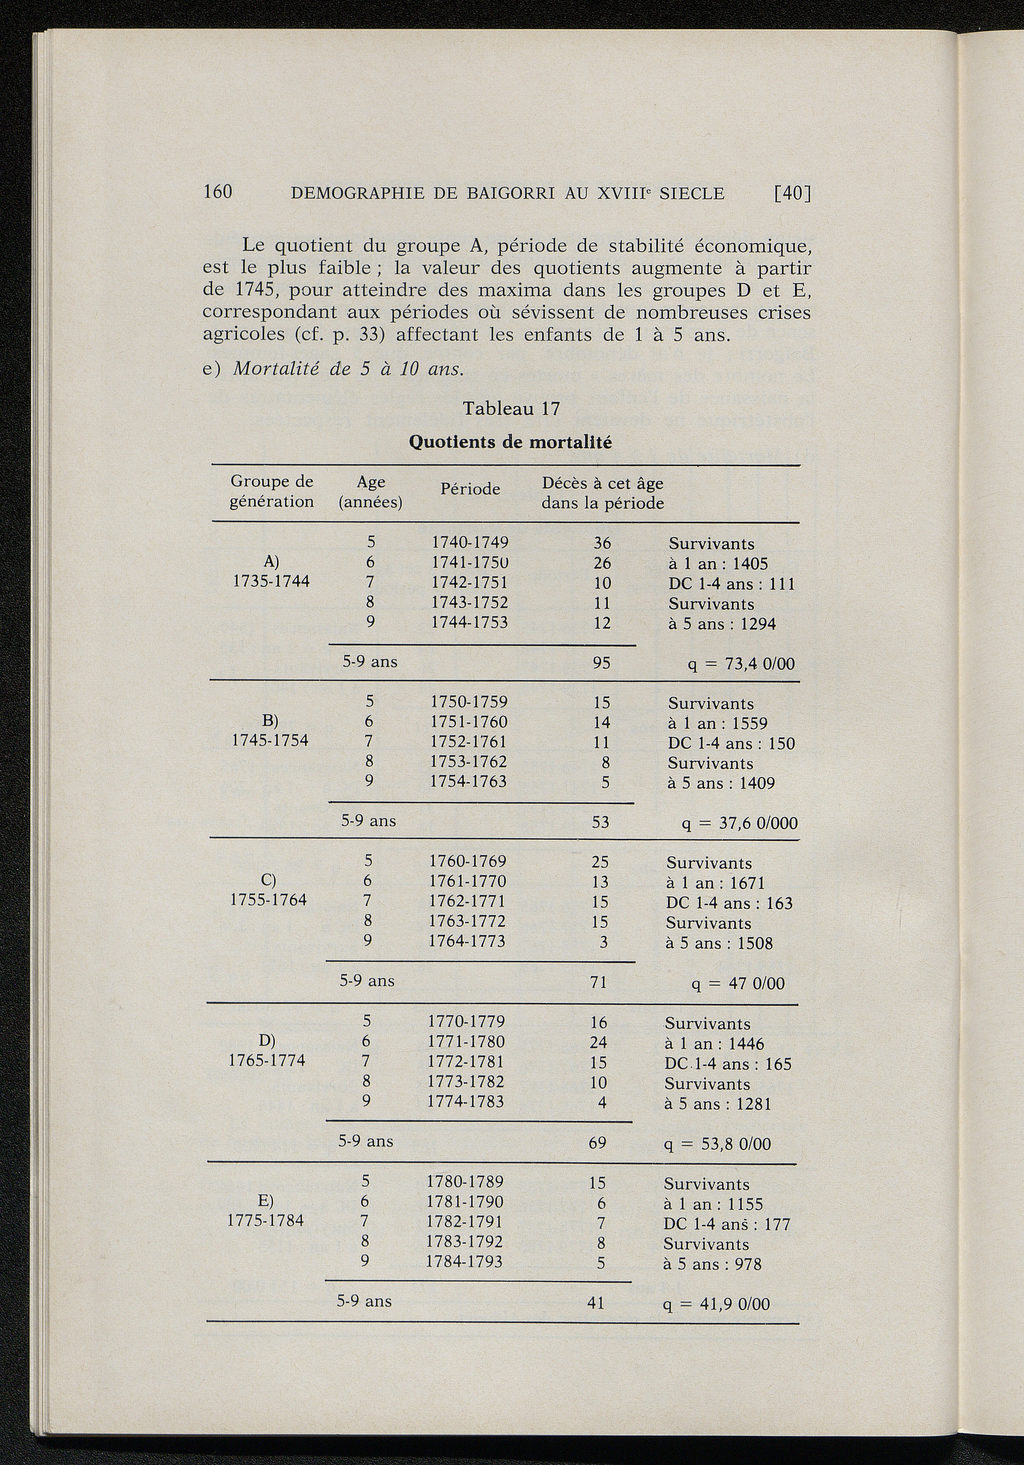 160 DEMOGRAPHIE DE BAIGORRI AU XVIIIe SIECLE [40]
Le quotient du groupe A, période de stabilité économique,
est le plus faible ; la valeur des quotients augmente à partir
de 1745, pour atteindre des maxima dans les groupes D et E,
correspondant aux périodes où sévissent de nombreuses crises
agricoles (cf. p. 33) affectant les enfants de 1 à 5 ans.
e) Mortalité de 5 à 10 ans.
Tableau 17
Quotients de mortalité
Groupe de Age Période Décès à cet âge
génération (années) dans la période
5 1740-1749 36 Survivants
A) 6 1741-1750 26 à 1 an : 1405
1735-1744 7 1742-1751 10 DC 1-4 ans : 111
8 1743-1752 11 Survivants
9 1744-1753 12 à 5 ans : 1294
5-9 ans 95 q = 73,4 0/00
5 1750-1759 15 Survivants
B) 6 1751-1760 14 à 1 an : 1559
1745-1754 7 1752-1761 11 DC 1-4 ans : 150
8 1753-1762 8 Survivants
9 1754-1763 5 à 5 ans : 1409
5-9 ans 53 q = 37,6 0/000
5 1760-1769 25 Survivants
C) 6 1761-1770 13 à 1 an : 1671
1755-1764 7 1762-1771 15 DC 1-4 ans : 163
8 1763-1772 15 Survivants
9 1764-1773 3 à 5 ans : 1508
5-9 ans 71 q = 47 0/00
5 1770-1779 16 Survivants
D) 6 1771-1780 24 à 1 an : 1446
1765-1774 7 1772-1781 15 DC 1-4 ans : 165
8 1773-1782 10 Survivants
9 1774-1783 4 à 5 ans : 1281
5-9 ans 69 q = 53,8 0/00
5 1780-1789 15 Survivants
E) 6 1781-1790 6 à 1 an : 1155
1775-1784 7 1782-1791 7 DC 1-4 ans : 177
8 1783-1792 8 Survivants
9 1784-1793 5 à 5 ans : 978
5-9 ans 41 q = 41,9 0/00